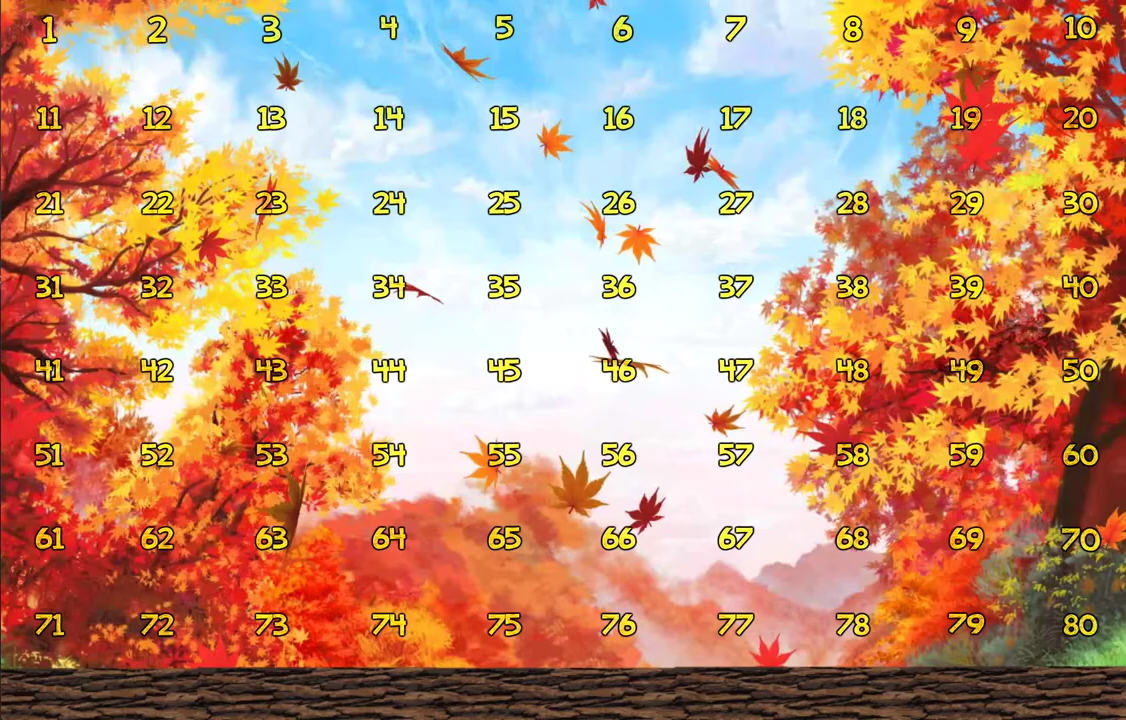 1 2 3 4 5 6 7 8 9 10
11 12 13 14 15 16 17 18 19 20
21 22 23 24 25 26 27 28 29 30
31 32 33 34 35 36 37 38 39 40
41 42 43 44 45 46 47 48 49 50
51 52 53 54 55 56 57 58 59 60
61 62 63 64 65 66 67 68 69 70
71 72 73 74 75 76 77 78 79 80